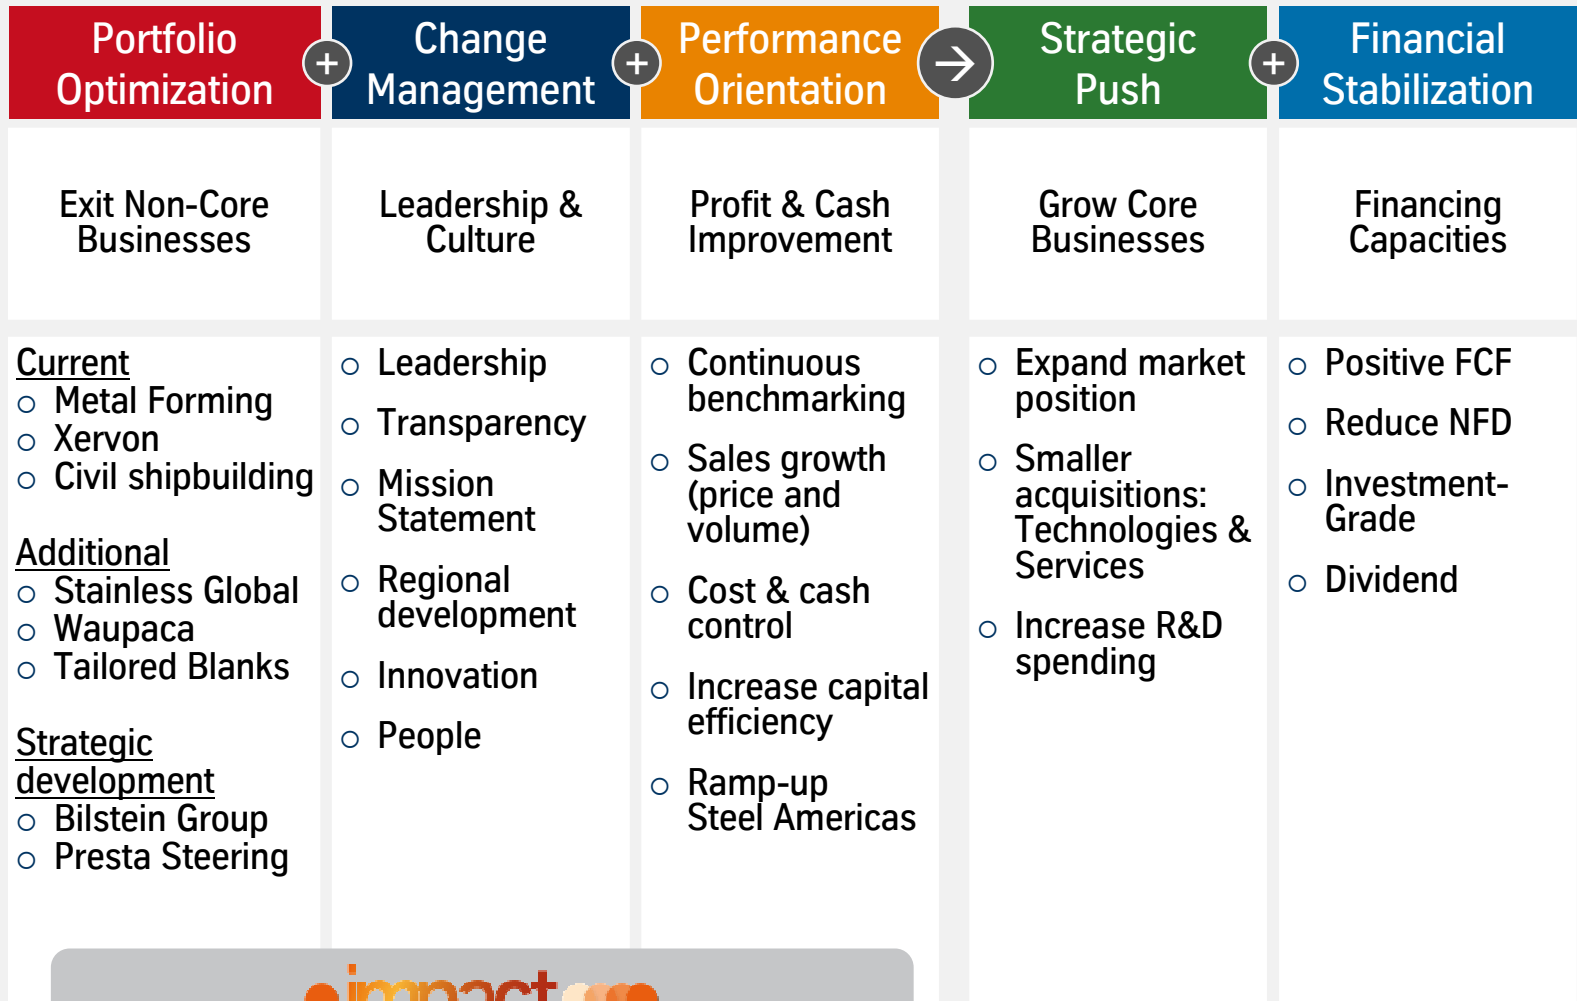 Portfolio
Optimization
+
Change
Management
+
Performance
Orientation
→
Strategic
Push
+
Financial
Stabilization
Exit Non-Core
Businesses
Leadership &
Culture
Profit & Cash
Improvement
Grow Core
Businesses
Financing
Capacities
Current
○ Metal Forming
○ Xervon
○ Civil shipbuilding
Additional
○ Stainless Global
○ Waupaca
○ Tailored Blanks
Strategic
development
○ Bilstein Group
○ Presta Steering
○ Leadership
○ Transparency
○ Mission
Statement
○ Regional
development
○ Innovation
○ People
○ Continuous
benchmarking
○ Sales growth
(price and
volume)
○ Cost & cash
control
○ Increase capital
efficiency
○ Ramp-up
Steel Americas
○ Expand market
position
○ Smaller
acquisitions:
Technologies &
Services
○ Increase R&D
spending
○ Positive FCF
○ Reduce NFD
○ Investment-
Grade
○ Dividend
impact